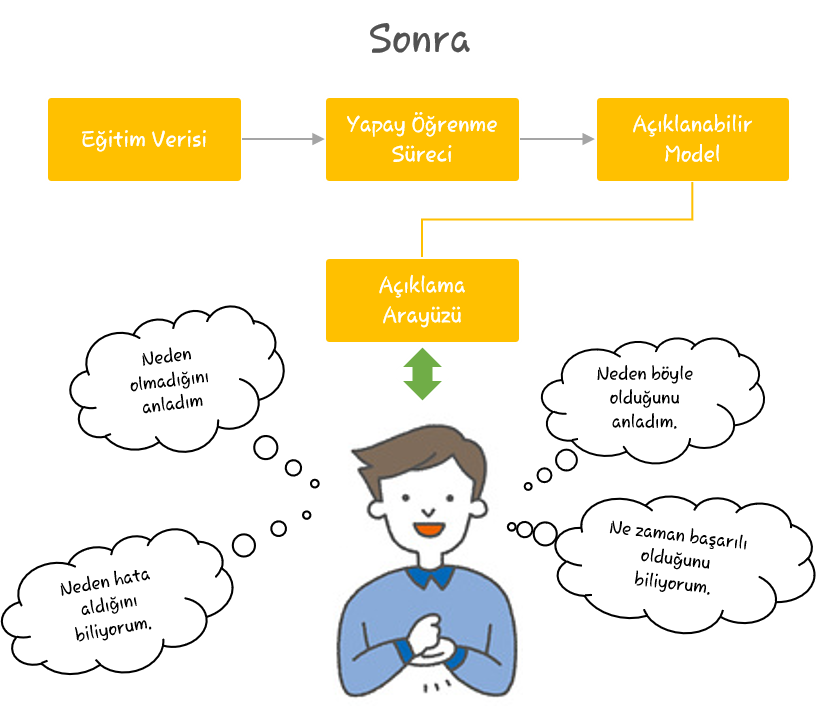 Sonra
Eğitim Verisi
Yapay Öğrenme
Süreci
Açıklanabilir
Model
Açıklama
Arayüzü
Neden
olmadığını
anladım
Neden böyle
olduğunu
anladım.
Neden hata
aldığını
biliyorum.
Ne zaman başarılı
olduğunu
biliyorum.